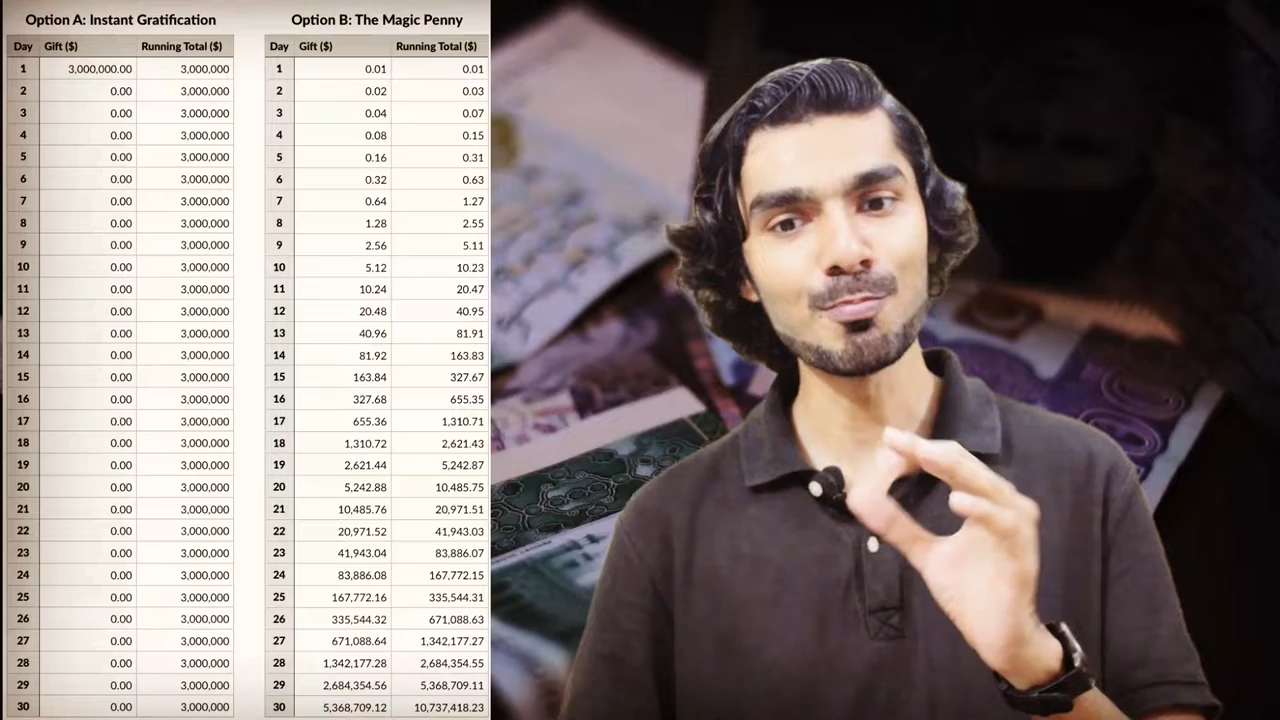 Option A: Instant Gratification
Day Gift ($) Running Total ($)
1 3,000,000.00 3,000,000
2 0.00 3,000,000
3 0.00 3,000,000
4 0.00 3,000,000
5 0.00 3,000,000
6 0.00 3,000,000
7 0.00 3,000,000
8 0.00 3,000,000
9 0.00 3,000,000
10 0.00 3,000,000
11 0.00 3,000,000
12 0.00 3,000,000
13 0.00 3,000,000
14 0.00 3,000,000
15 0.00 3,000,000
16 0.00 3,000,000
17 0.00 3,000,000
18 0.00 3,000,000
19 0.00 3,000,000
20 0.00 3,000,000
21 0.00 3,000,000
22 0.00 3,000,000
23 0.00 3,000,000
24 0.00 3,000,000
25 0.00 3,000,000
26 0.00 3,000,000
27 0.00 3,000,000
28 0.00 3,000,000
29 0.00 3,000,000
30 0.00 3,000,000
Option B: The Magic Penny
Day Gift ($) Running Total ($)
1 0.01 0.01
2 0.02 0.03
3 0.04 0.07
4 0.08 0.15
5 0.16 0.31
6 0.32 0.63
7 0.64 1.27
8 1.28 2.55
9 2.56 5.11
10 5.12 10.23
11 10.24 20.47
12 20.48 40.95
13 40.96 81.91
14 81.92 163.83
15 163.84 327.67
16 327.68 655.35
17 655.36 1,310.71
18 1,310.72 2,621.43
19 2,621.44 5,242.87
20 5,242.88 10,485.75
21 10,485.76 20,971.51
22 20,971.52 41,943.03
23 41,943.04 83,886.07
24 83,886.08 167,772.15
25 167,772.16 335,544.31
26 335,544.32 671,088.63
27 671,088.64 1,342,177.27
28 1,342,177.28 2,684,354.55
29 2,684,354.56 5,368,709.11
30 5,368,709.12 10,737,418.23